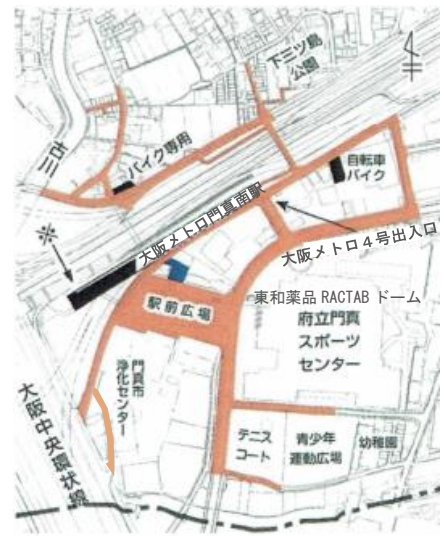 下三ツ島
公園
古川
バイク専用
自転車
バイク
大阪メトロ門真南駅
※
大阪メトロ4号出入口
駅前広場
東和薬品 RACTAB ドーム
府立門真
スポーツ
センター
門真市
浄化センター
大阪中央環状線
テニス
コート
青少年
運動広場
幼稚園